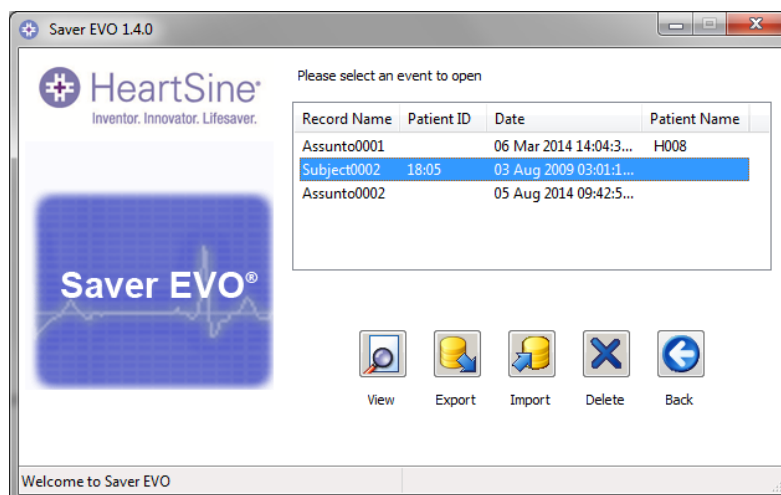 Saver EVO 1.4.0
HeartSine®
Inventor. Innovator. Lifesaver.
Please select an event to open
Record Name Patient ID Date Patient Name
Assunto0001 06 Mar 2014 14:04:3... H008
Subject0002 18:05 03 Aug 2009 03:01:1...
Assunto0002 05 Aug 2014 09:42:5...
Saver EVO®
View Export Import Delete Back
Welcome to Saver EVO